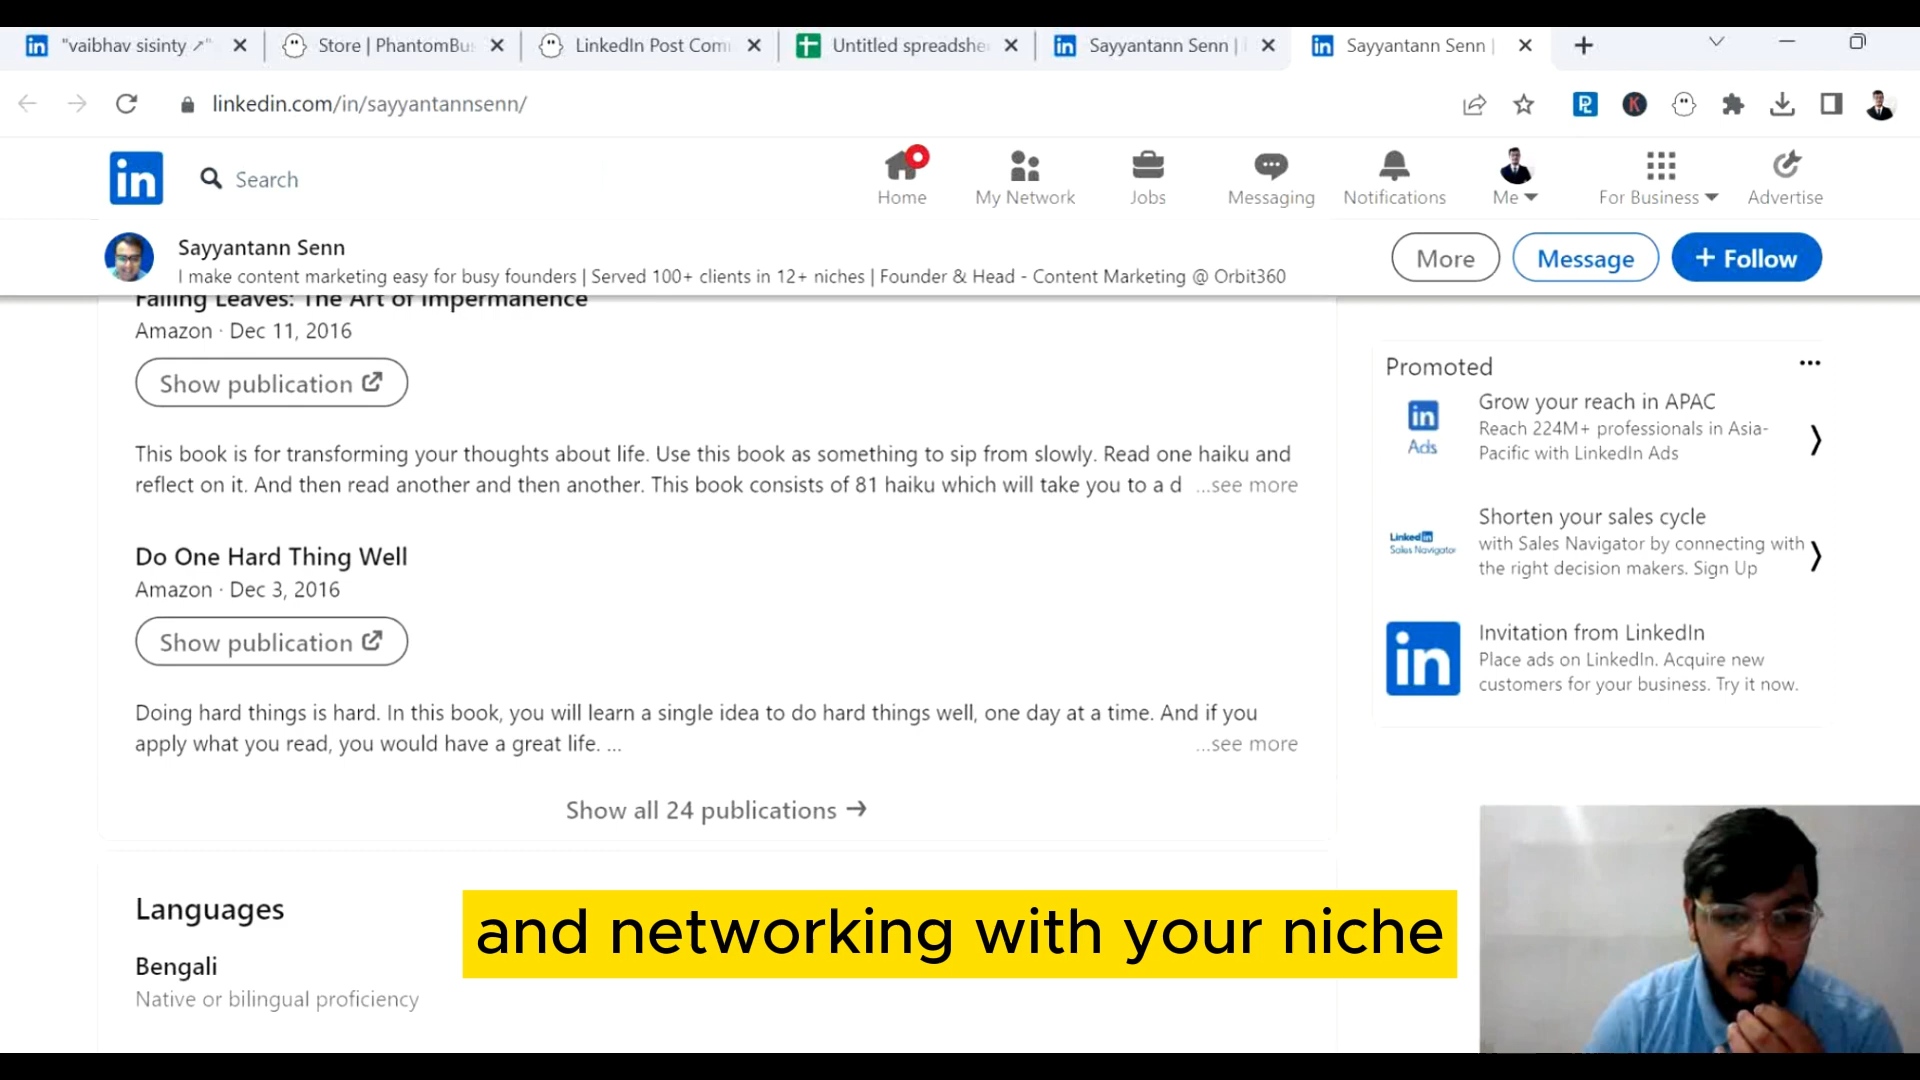 "vaibhav sisinty
Store | PhantomBus
LinkedIn Post Com
Untitled spreadshe
Sayyantann Senn |
Sayyantann Senn |
linkedin.com/in/sayyantannsenn/
in
Search
Home
My Network
Jobs
Messaging
Notifications
Me
For Business
Advertise
Sayyantann Senn
I make content marketing easy for busy founders | Served 100+ clients in 12+ niches | Founder & Head - Content Marketing @ Orbit360
More
Message
+ Follow
Falling Leaves: The Art of Impermanence
Amazon · Dec 11, 2016
Show publication
This book is for transforming your thoughts about life. Use this book as something to sip from slowly. Read one haiku and
reflect on it. And then read another and then another. This book consists of 81 haiku which will take you to a d ...see more
Do One Hard Thing Well
Amazon · Dec 3, 2016
Show publication
Doing hard things is hard. In this book, you will learn a single idea to do hard things well, one day at a time. And if you
apply what you read, you would have a great life. ... ...see more
Show all 24 publications →
Languages
Bengali
Native or bilingual proficiency
Promoted
in
Ads
Grow your reach in APAC
Reach 224M+ professionals in Asia-
Pacific with LinkedIn Ads
Linked in
Sales Navigator
Shorten your sales cycle
with Sales Navigator by connecting with
the right decision makers. Sign Up
in
Invitation from LinkedIn
Place ads on LinkedIn. Acquire new
customers for your business. Try it now.
and networking with your niche